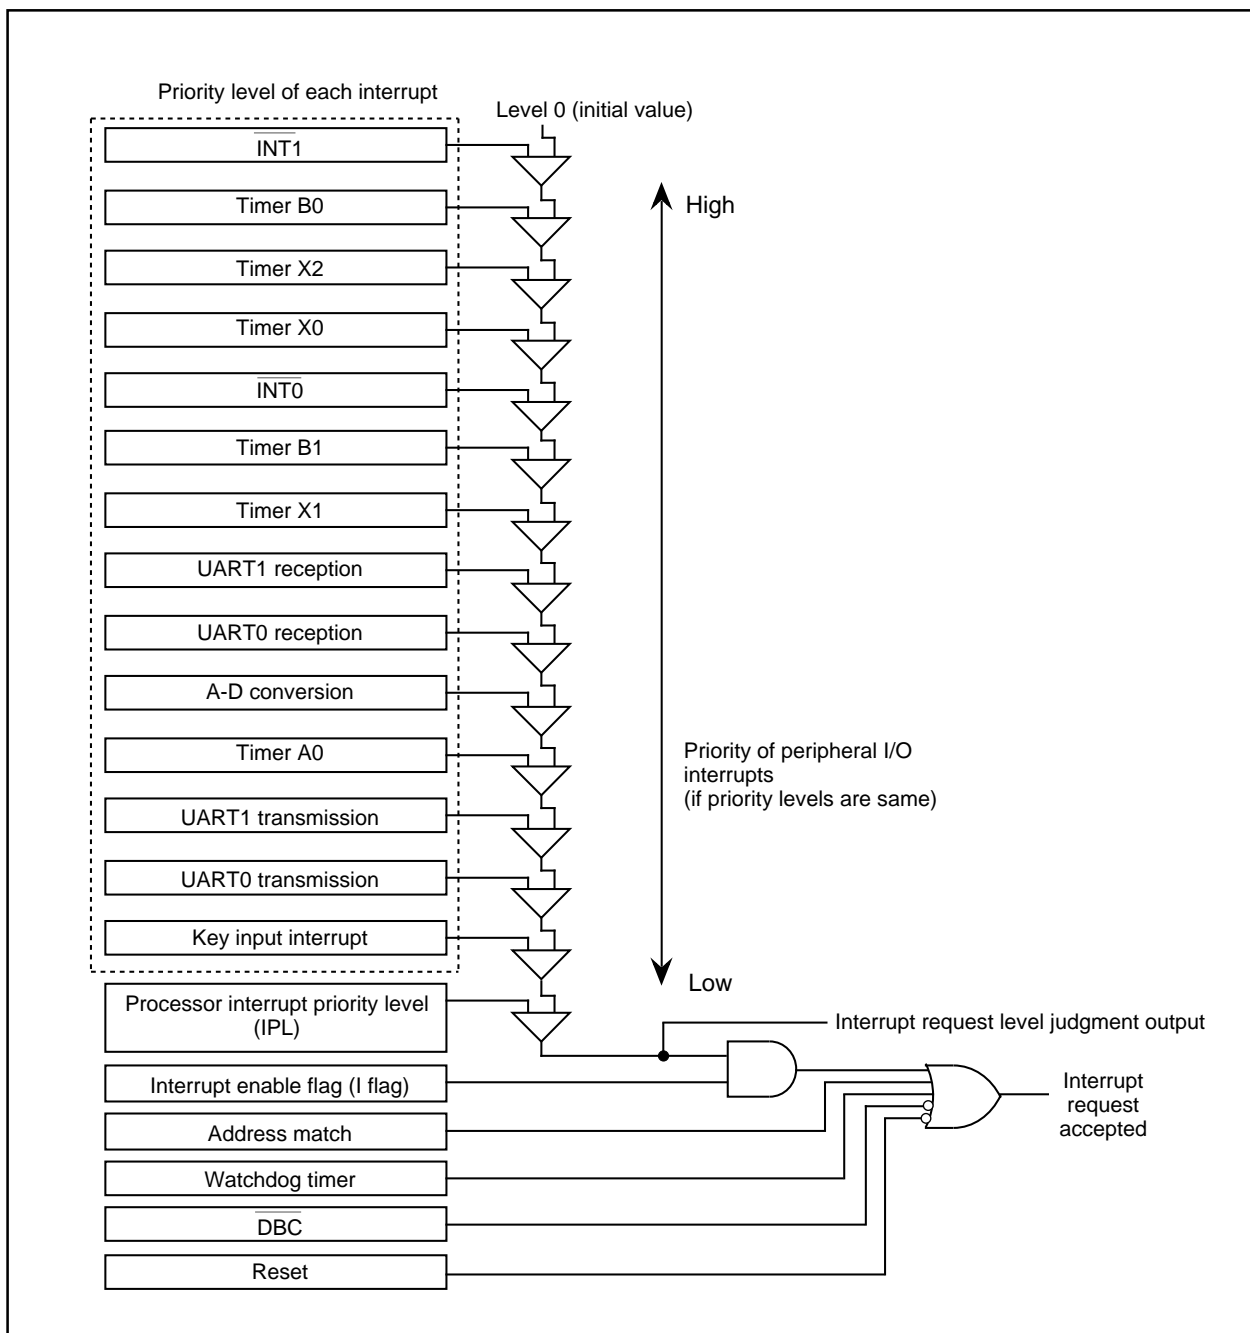 Priority level of each interrupt
Level 0 (initial value)
INT1
High
Timer B0
Timer X2
Timer X0
INT0
Timer B1
Timer X1
UART1 reception
UART0 reception
A-D conversion
Timer A0
Priority of peripheral I/O
interrupts
(if priority levels are same)
UART1 transmission
UART0 transmission
Key input interrupt
Low
Processor interrupt priority level
(IPL)
Interrupt request level judgment output
Interrupt enable flag (I flag)
Interrupt
request
accepted
Address match
Watchdog timer
DBC
Reset